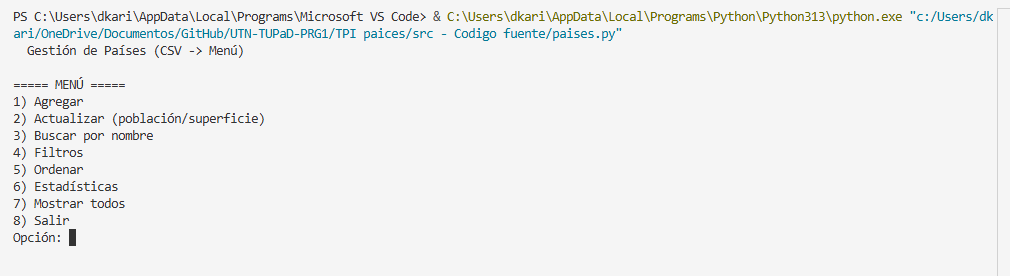 PS C:\Users\dkari\AppData\Local\Programs\Microsoft VS Code> & C:\Users\dkari\AppData\Local\Programs\Python\Python313\python.exe "c:/Users/dk
ari/OneDrive/Documentos/GitHub/UTN-TUPaD-PRG1/TPI paices/src - Codigo fuente/paises.py"
Gestión de Países (CSV -> Menú)
===== MENÚ =====
1) Agregar
2) Actualizar (población/superficie)
3) Buscar por nombre
4) Filtros
5) Ordenar
6) Estadísticas
7) Mostrar todos
8) Salir
Opción: